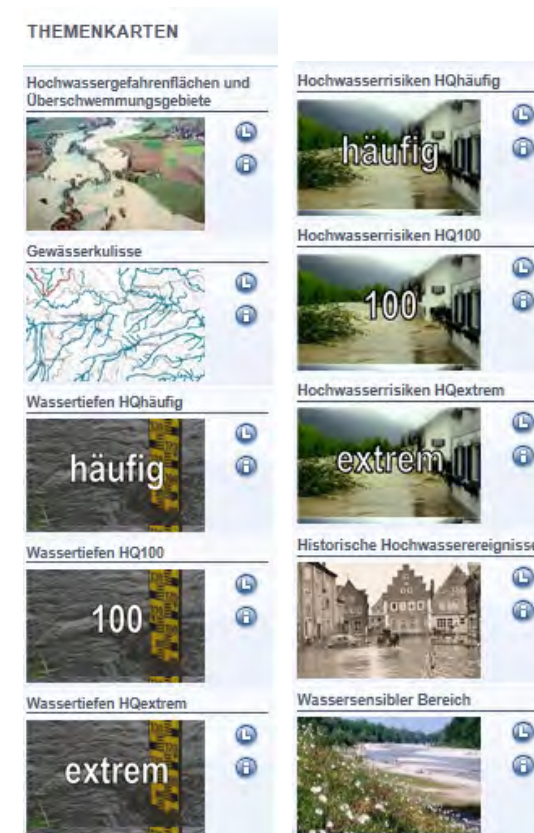 THEMENKARTEN
Hochwassergefahrenflächen und
Überschwemmungsgebiete
Gewässerkulisse
Wassertiefen HQhäufig
häufig
Wassertiefen HQ100
100
Wassertiefen HQextrem
extrem
Hochwasserrisiken HQhäufig
häufig
Hochwasserrisiken HQ100
100
Hochwasserrisiken HQextrem
extrem
Historische Hochwasserereignisse
Wassersensibler Bereich